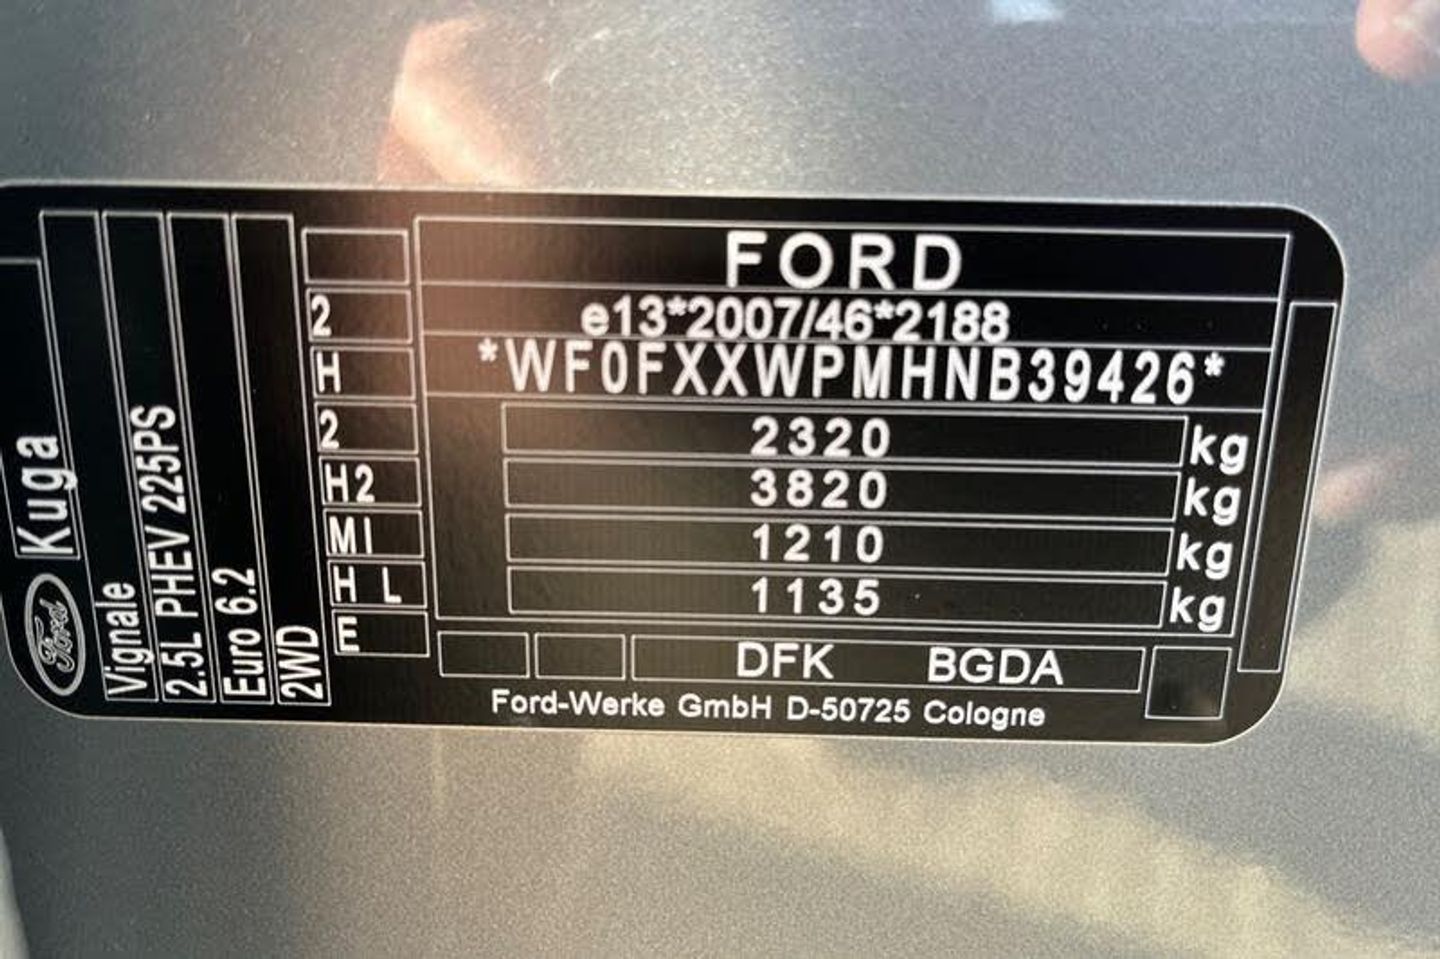 FORD
e13*2007/46*2188
*WF0FXXWPMHNB39426*
2320 kg
3820 kg
1210 kg
1135 kg
DFK BGDA
Ford-Werke GmbH D-50725 Cologne
2
H
2
H2
MI
H L
E
Ford Kuga
Vignale
2.5L PHEV 225PS
Euro 6.2
2WD